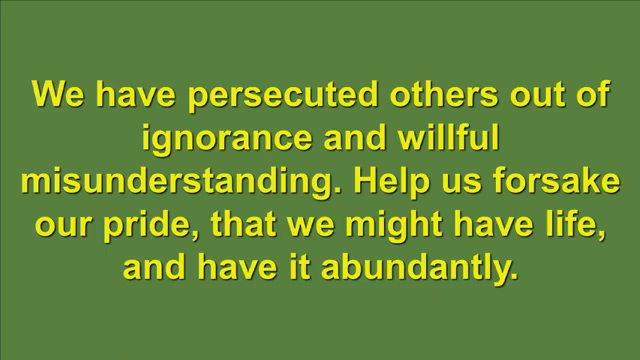 We have persecuted others out of
ignorance and willful
misunderstanding. Help us forsake
our pride, that we might have life,
and have it abundantly.